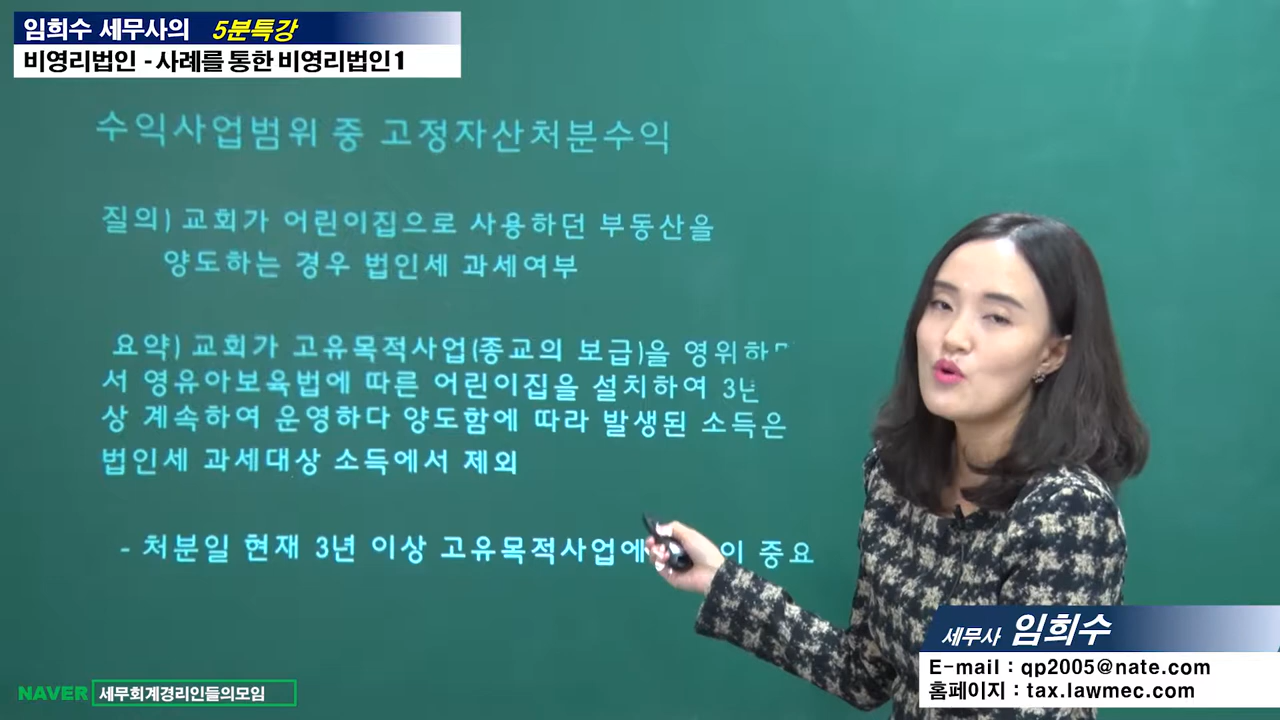 임희수 세무사의 5분특강
비영리법인 - 사례를 통한 비영리법인1
수익사업범위 중 고정자산처분수익
질의) 교회가 어린이집으로 사용하던 부동산을
양도하는 경우 법인세 과세여부
요약) 교회가 고유목적사업(종교의 보급)을
서 영유아보육법에 따른 어린이집을 설치하여
상 계속하여 운영하다 양도함에 따라 발생된 소득은
법인세 과세대상 소득에서 제외
- 처분일 현재 3년 이상 고유목적사업에 중요
세무사 임희수
E-mail : qp2005@nate.com
홈페이지 : tax.lawmec.com
NAVER 세무회계경리인들의모임